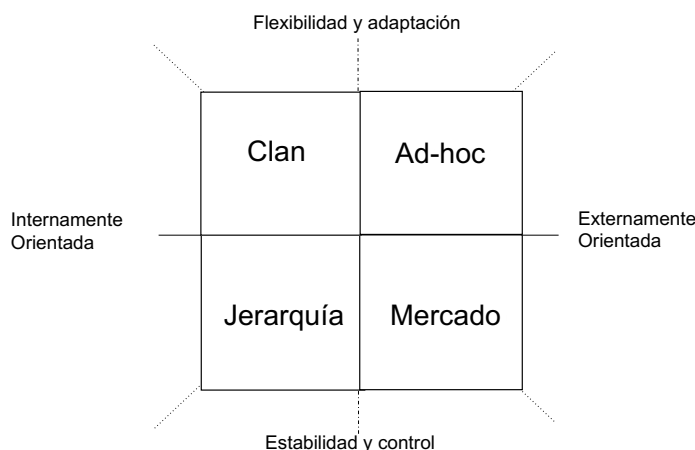 Flexibilidad y adaptación
Clan
Ad-hoc
Internamente
Orientada
Externamente
Orientada
Jerarquía
Mercado
Estabilidad y control